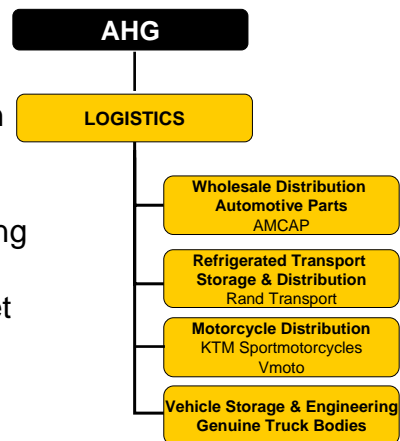 AHG
LOGISTICS
Wholesale Distribution
Automotive Parts
AMCAP
Refrigerated Transport
Storage & Distribution
Rand Transport
Motorcycle Distribution
KTM Sportmotorcycles
Vmoto
Vehicle Storage & Engineering
Genuine Truck Bodies